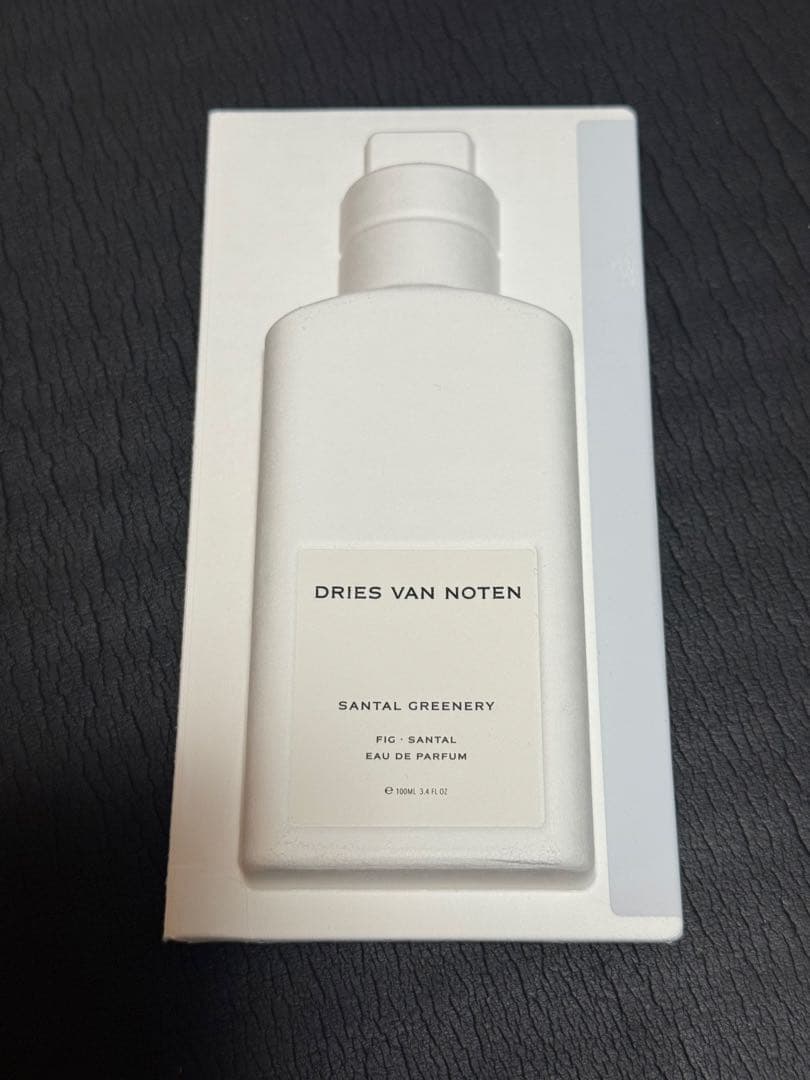 DRIES VAN NOTEN
SANTAL GREENERY
FIG · SANTAL
EAU DE PARFUM
℮ 100ML 3.4 FL OZ